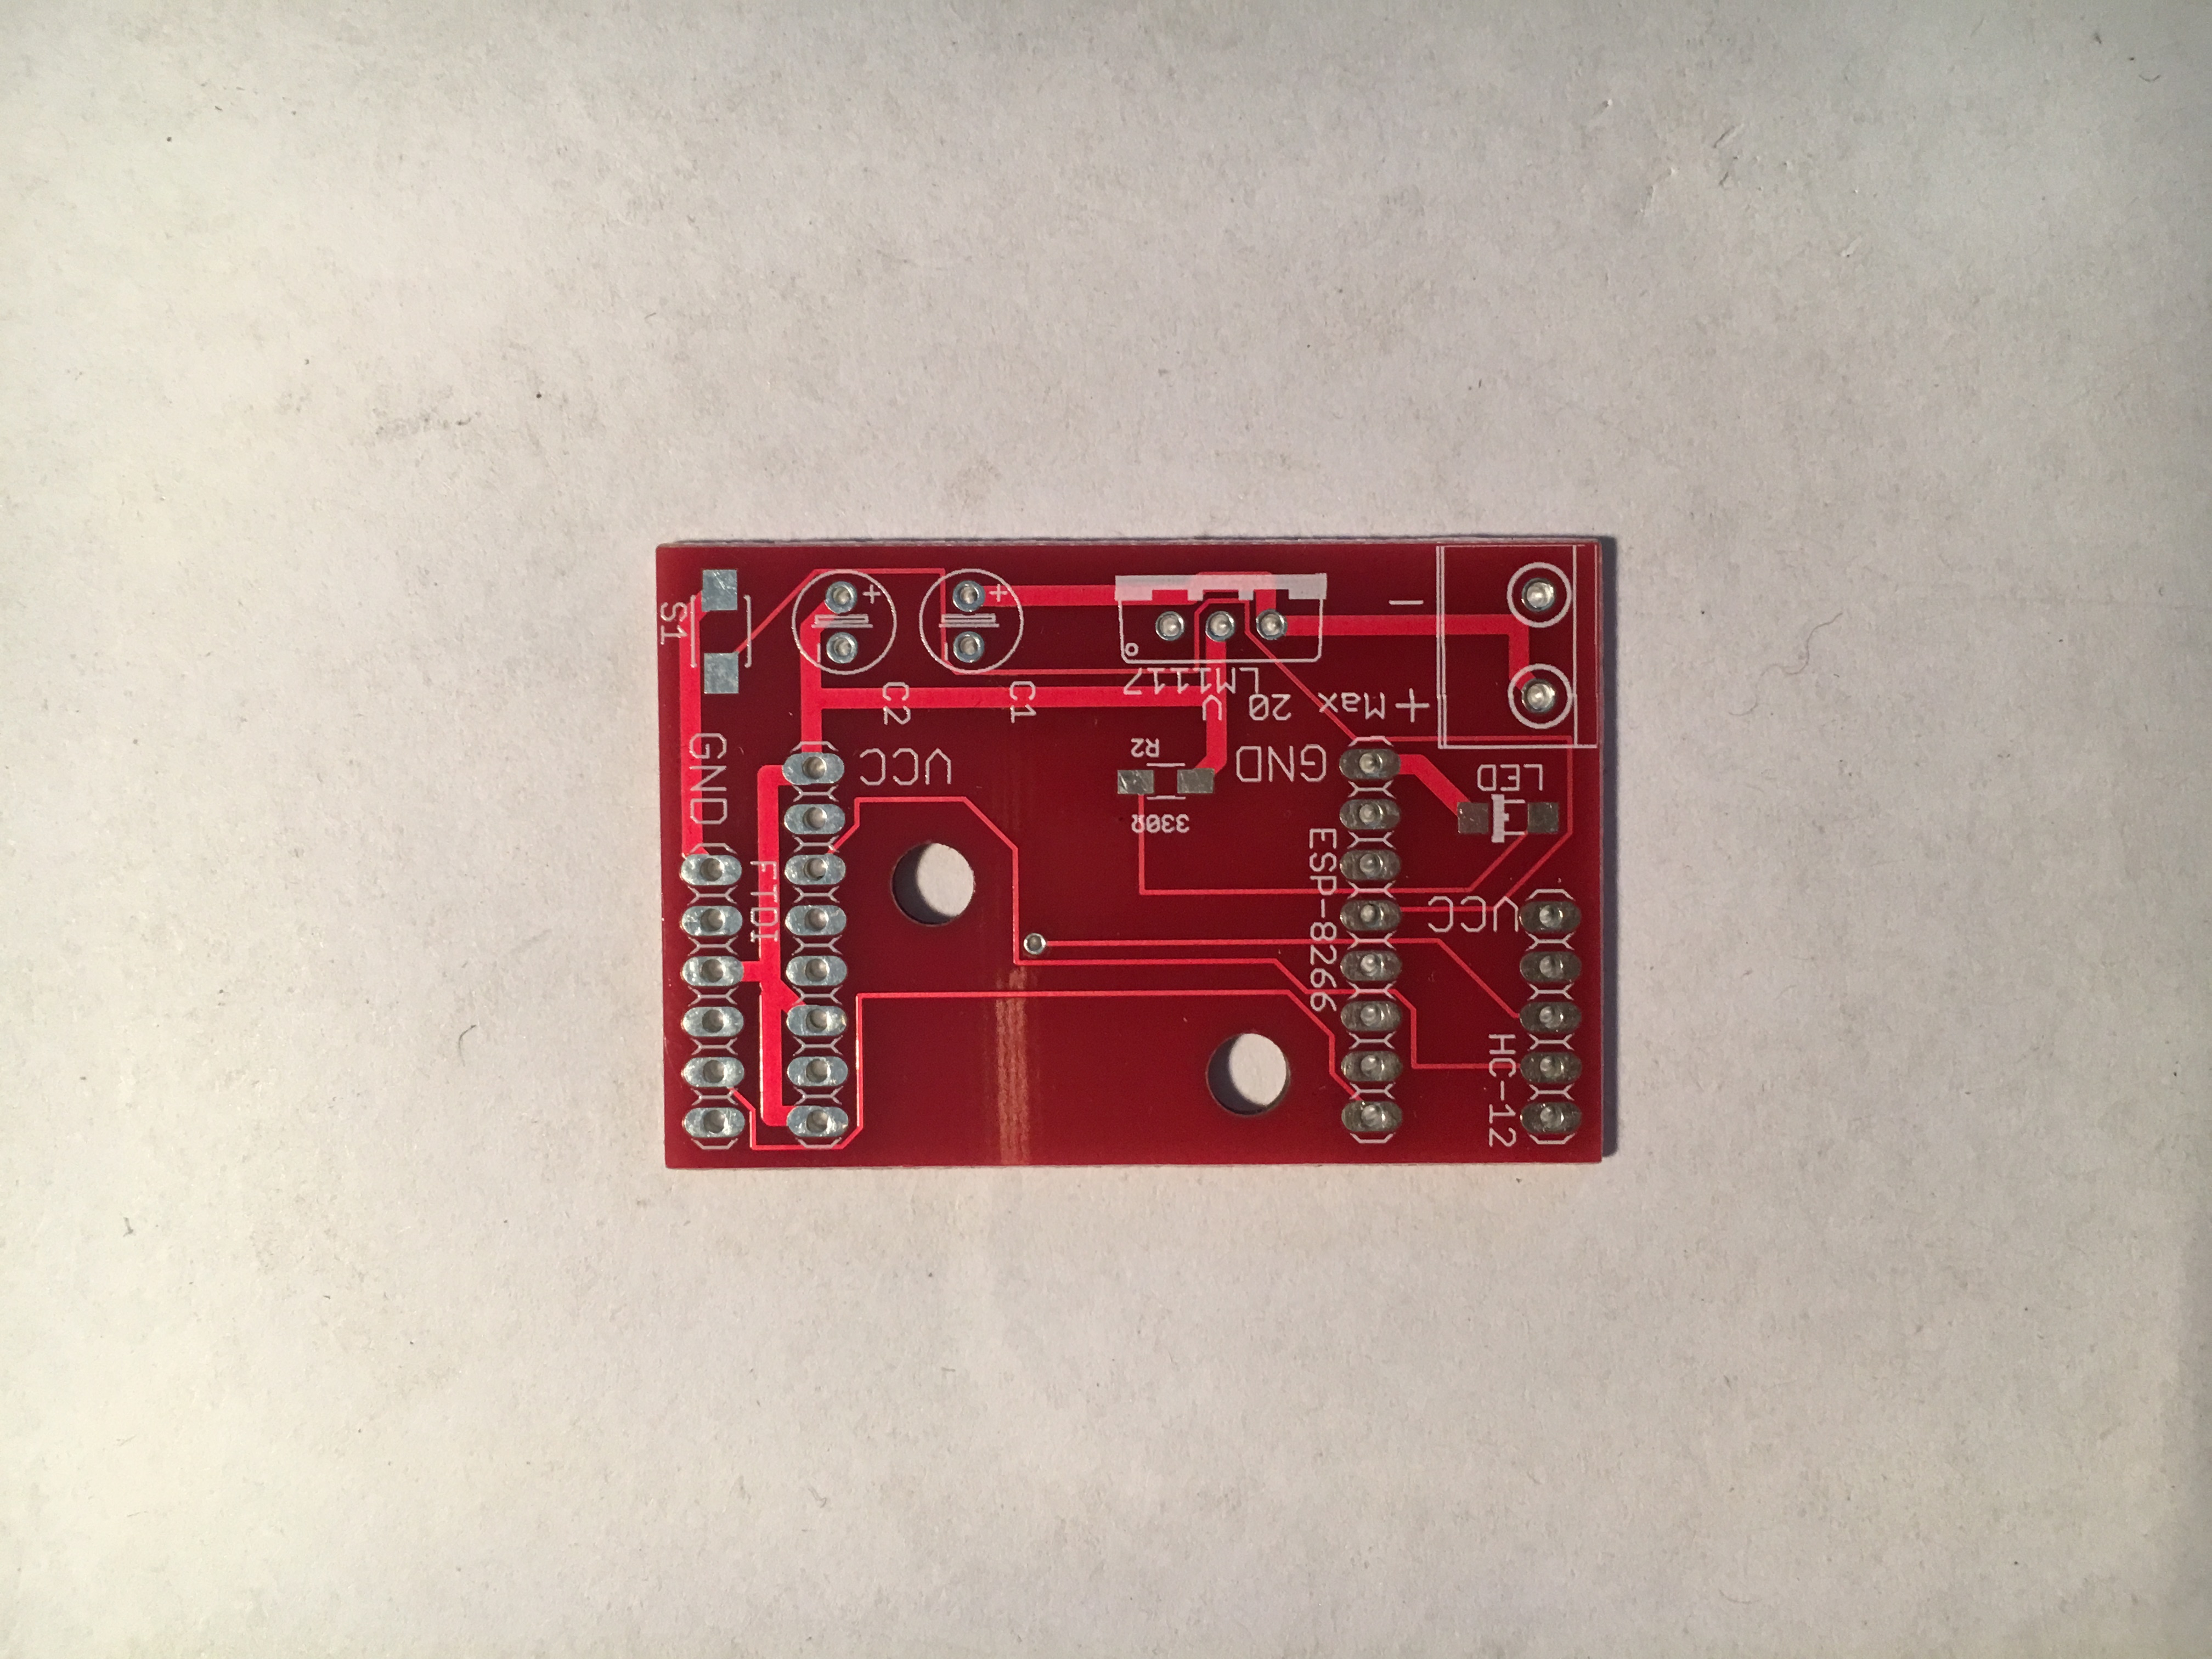 S1
GND
FTDI
VCC
C2
C1
+
+
330Ω
R2
LM1117
+Max 20 V
-
GND
ESP-8266
VCC
HC-12
LED